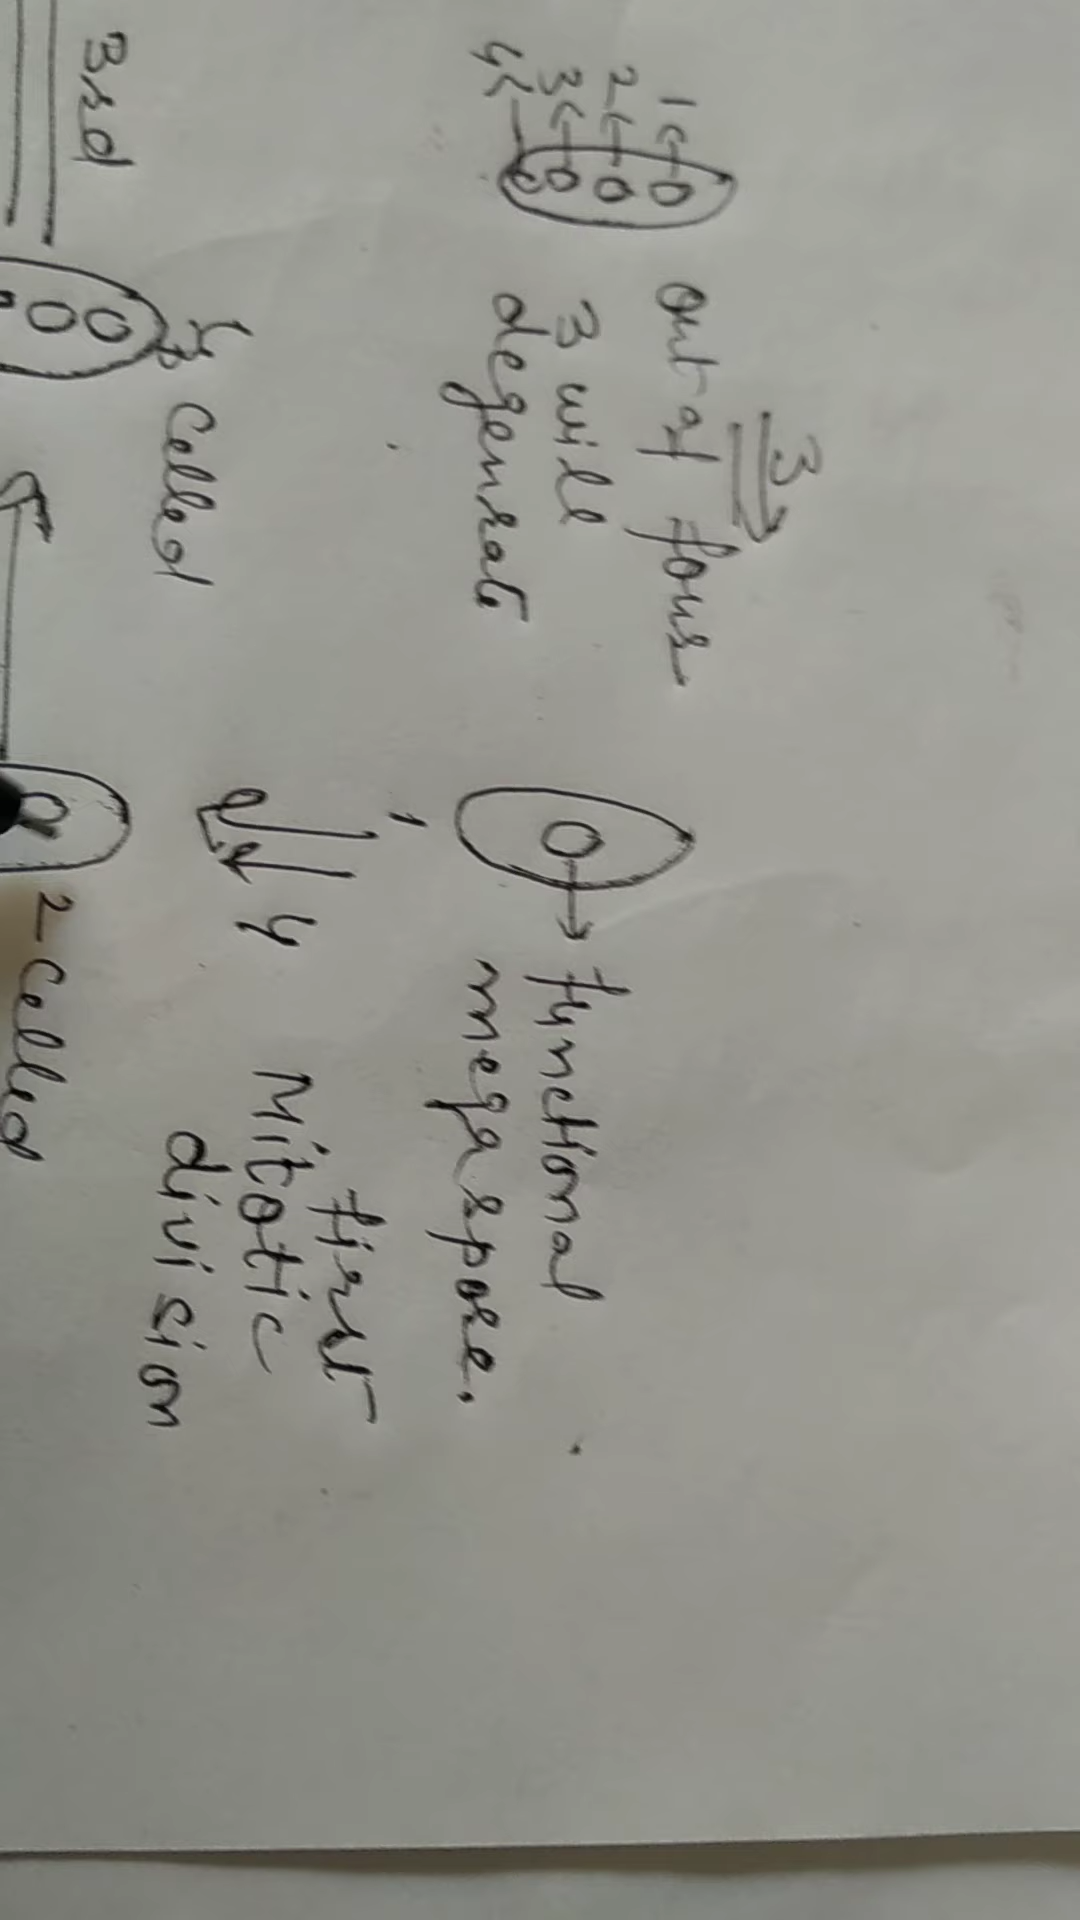 1
2
3
4
3
out of four
3 will
degenrate
functional
megaspore.
4
first
Mitotic
division
4 Celled
2-Celled
3rd